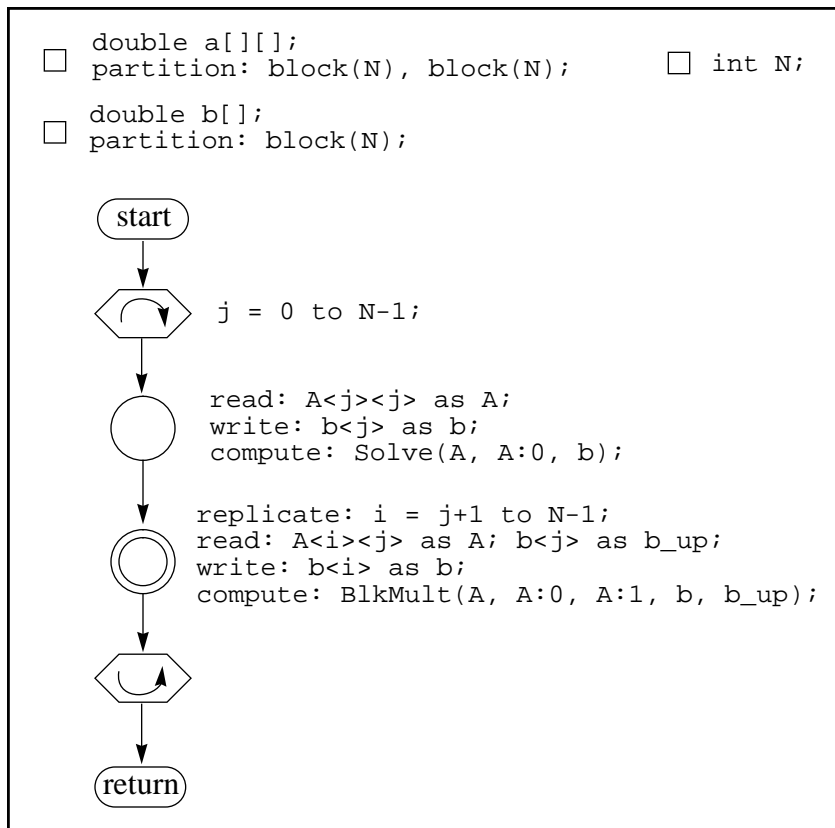 double a[][];
partition: block(N), block(N);
int N;
double b[];
partition: block(N);
start
j = 0 to N-1;
read: A<j><j> as A;
write: b<j> as b;
compute: Solve(A, A:0, b);
replicate: i = j+1 to N-1;
read: A<i><j> as A; b<j> as b_up;
write: b<i> as b;
compute: BlkMult(A, A:0, A:1, b, b_up);
return